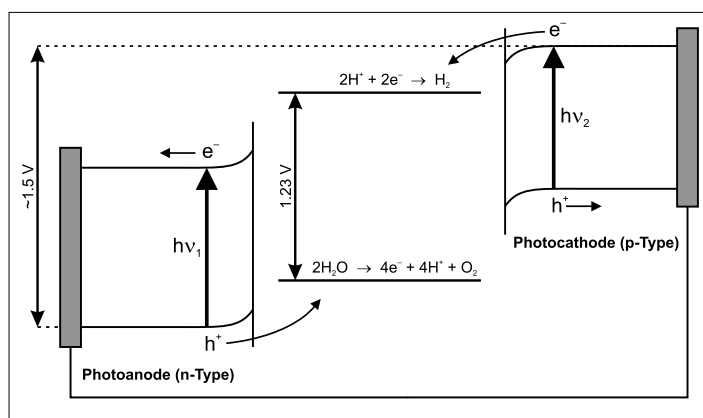 e⁻
2H⁺ + 2e⁻ → H₂
hν₂
e⁻
~1.5 V
1.23 V
hν₁
h⁺
Photocathode (p-Type)
2H₂O → 4e⁻ + 4H⁺ + O₂
h⁺
Photoanode (n-Type)